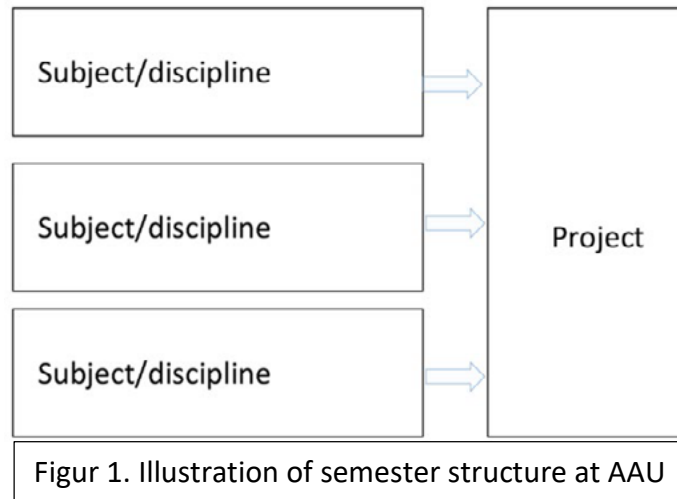 Subject/discipline
Subject/discipline
Project
Subject/discipline
Figur 1. Illustration of semester structure at AAU